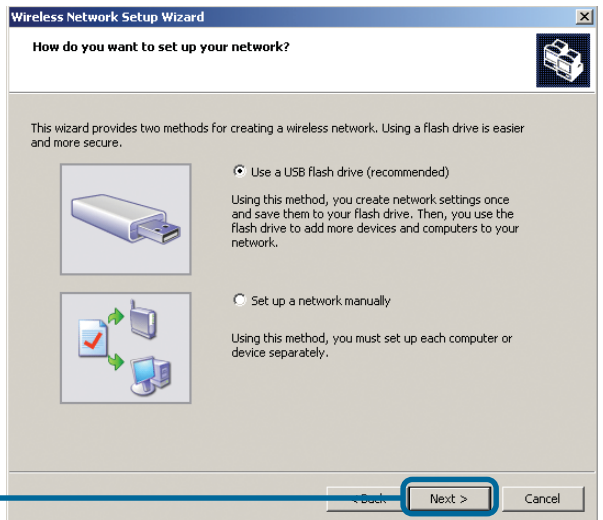 Wireless Network Setup Wizard
How do you want to set up your network?
This wizard provides two methods for creating a wireless network. Using a flash drive is easier
and more secure.
Use a USB flash drive (recommended)
Using this method, you create network settings once
and save them to your flash drive. Then, you use the
flash drive to add more devices and computers to your
network.
Set up a network manually
Using this method, you must set up each computer or
device separately.
< Back Next > Cancel